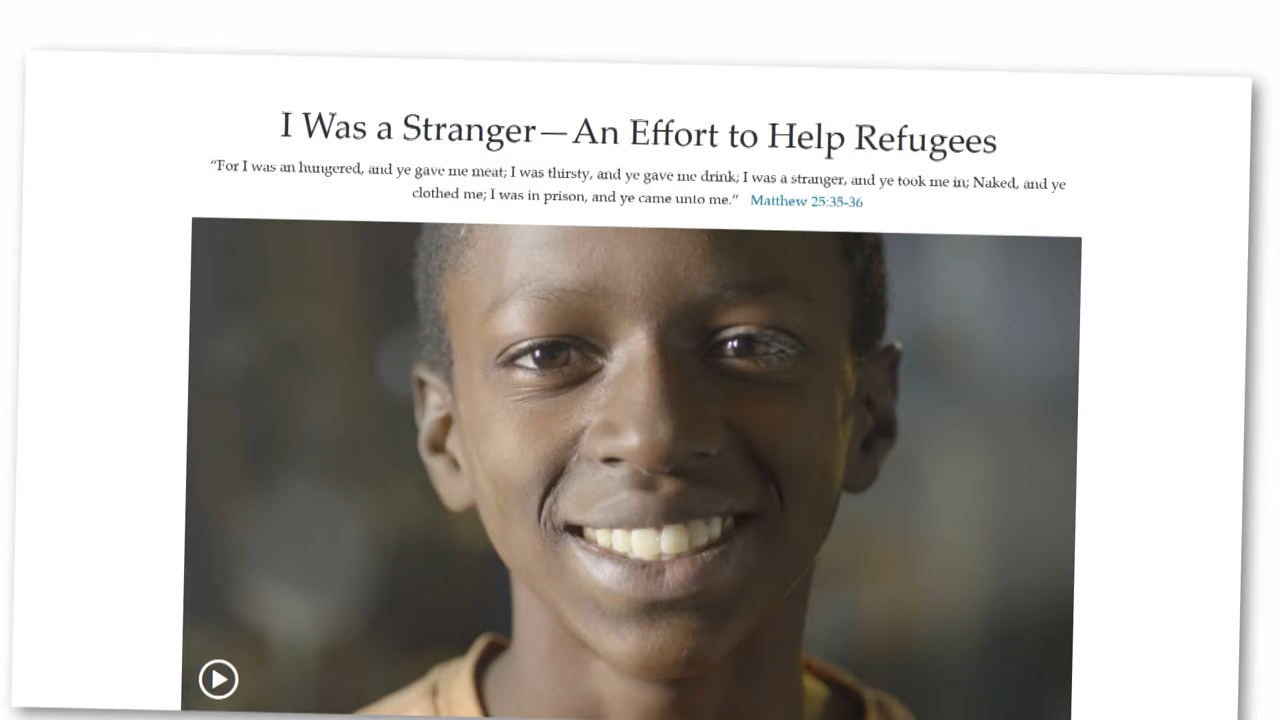 I Was a Stranger—An Effort to Help Refugees
“For I was an hungered, and ye gave me meat; I was thirsty, and ye gave me drink; I was a stranger, and ye took me in; Naked, and ye
clothed me; I was in prison, and ye came unto me.” Matthew 25:35-36